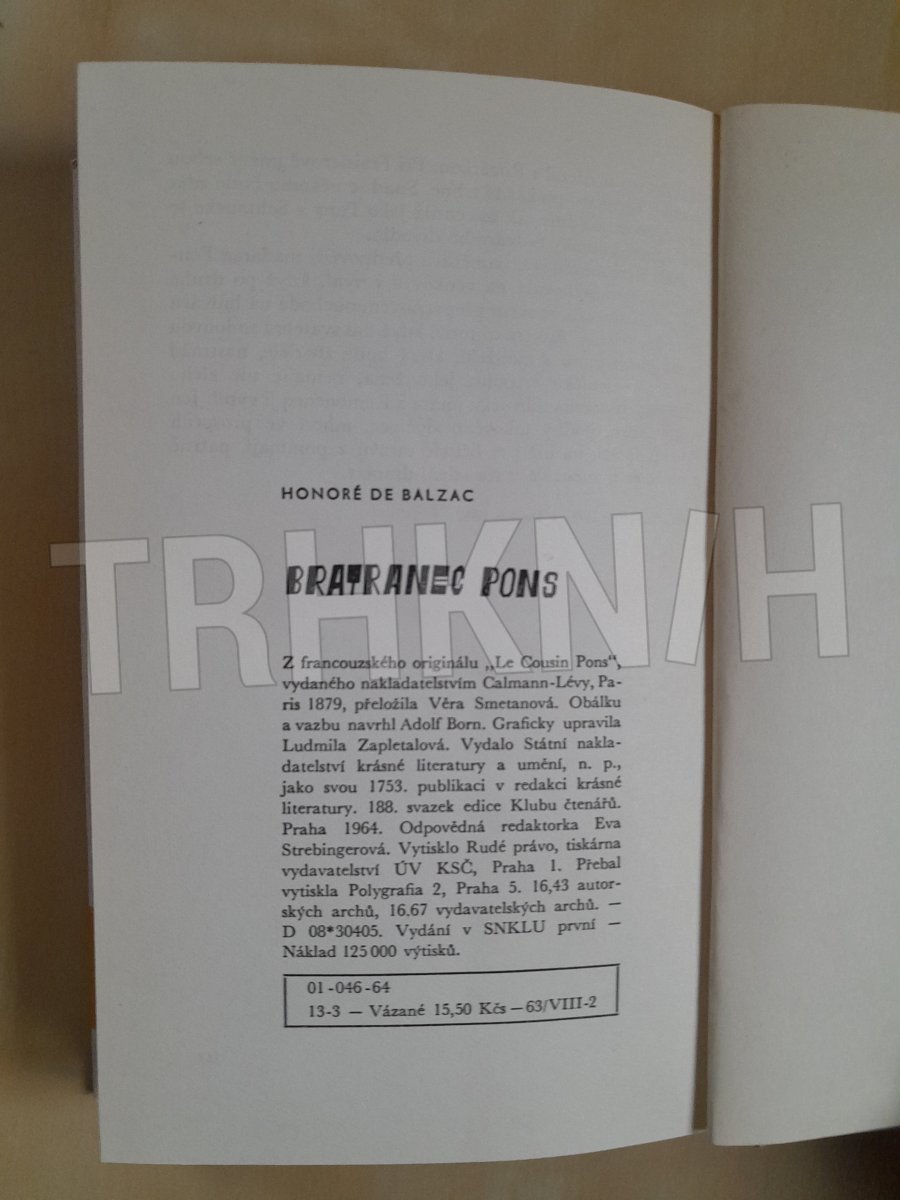 HONORÉ DE BALZAC
BRATRANEC PONS
TRHKNIH
Z francouzského originálu „Le Cousin Pons“,
vydaného nakladatelstvím Calmann-Lévy, Pa-
ris 1879, přeložila Věra Smetanová. Obálku
a vazbu navrhl Adolf Born. Graficky upravila
Ludmila Zapletalová. Vydalo Státní nakla-
datelství krásné literatury a umění, n. p.,
jako svou 1753. publikaci v redakci krásné
literatury. 188. svazek edice Klubu čtenářů.
Praha 1964. Odpovědná redaktorka Eva
Strebingerová. Vytisklo Rudé právo, tiskárna
vydavatelství ÚV KSČ, Praha 1. Přebal
vytiskla Polygrafia 2, Praha 5. 16,43 autor-
ských archů, 16.67 vydavatelských archů. —
D 08*30405. Vydání v SNKLU první —
Náklad 125 000 výtisků.
01-046-64
13-3 — Vázané 15,50 Kčs — 63/VIII-2